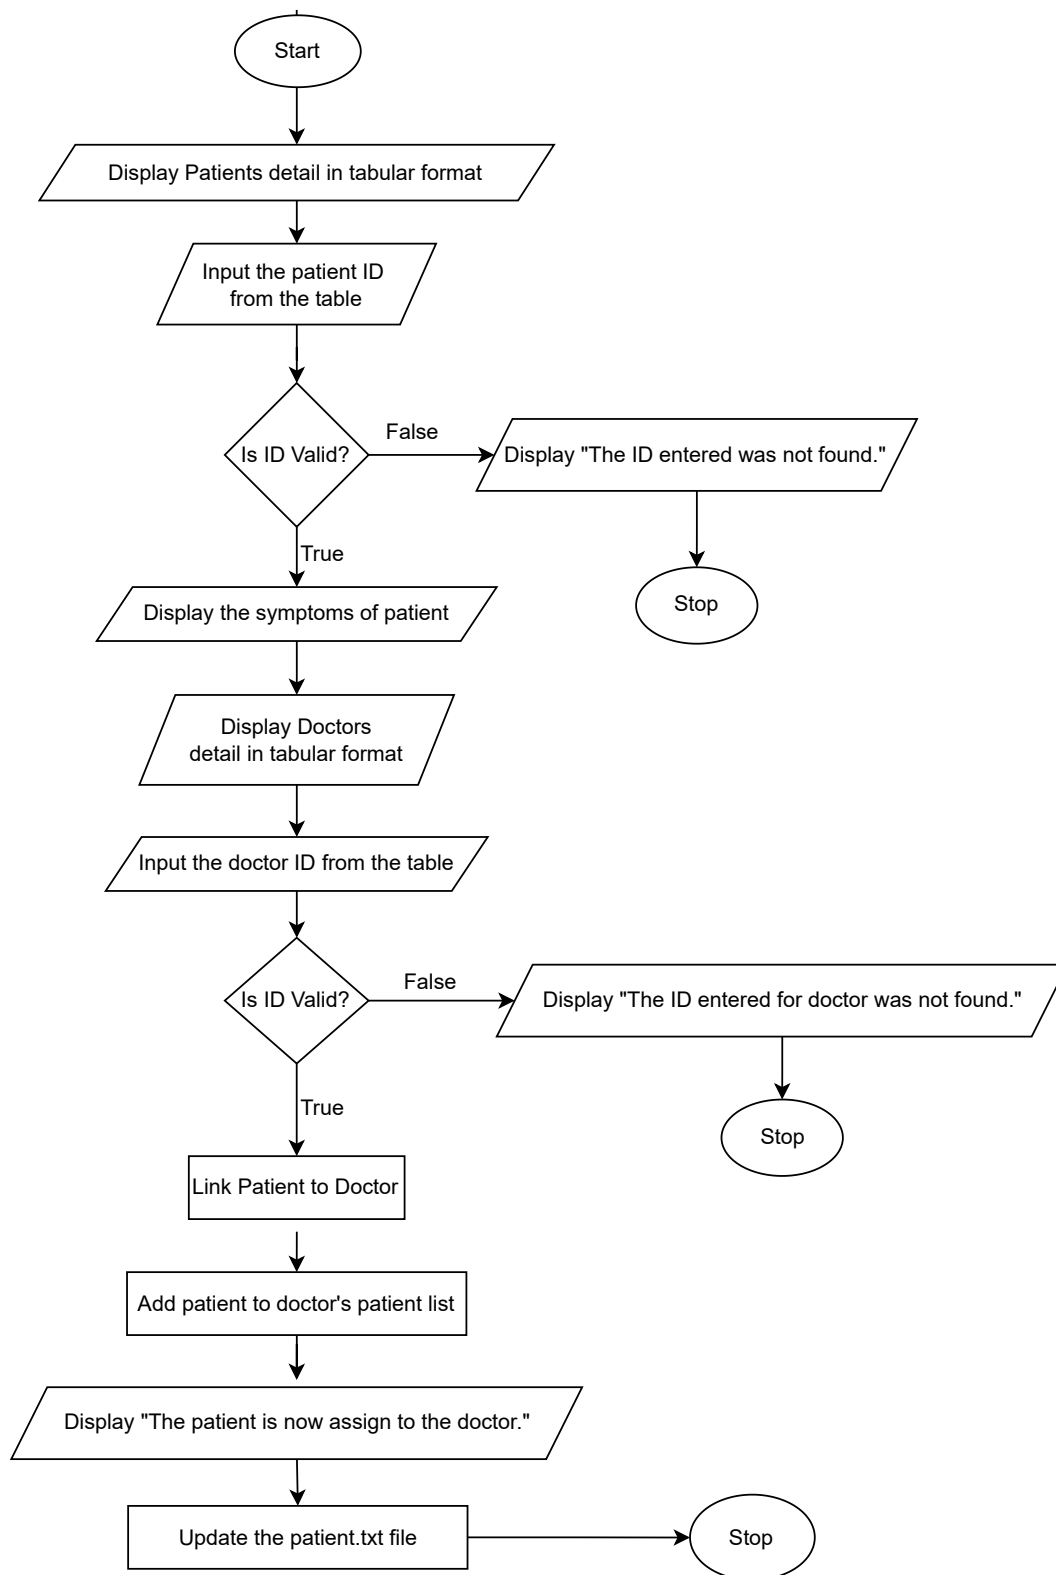 Start
Display Patients detail in tabular format
Input the patient ID
from the table
Is ID Valid?
False
Display "The ID entered was not found."
True
Stop
Display the symptoms of patient
Display Doctors
detail in tabular format
Input the doctor ID from the table
Is ID Valid?
False
Display "The ID entered for doctor was not found."
True
Stop
Link Patient to Doctor
Add patient to doctor's patient list
Display "The patient is now assign to the doctor."
Update the patient.txt file
Stop